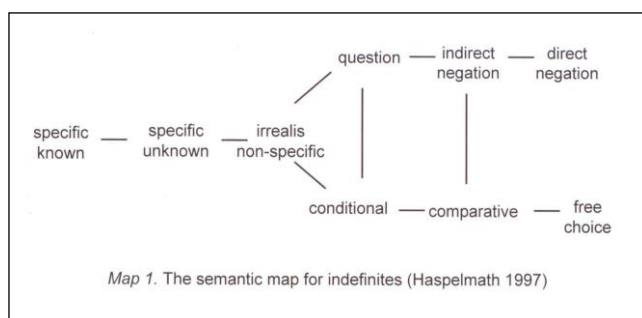 question indirect negation direct negation
specific known specific unknown irrealis non-specific
conditional comparative free choice
Map 1. The semantic map for indefinites (Haspelmath 1997)